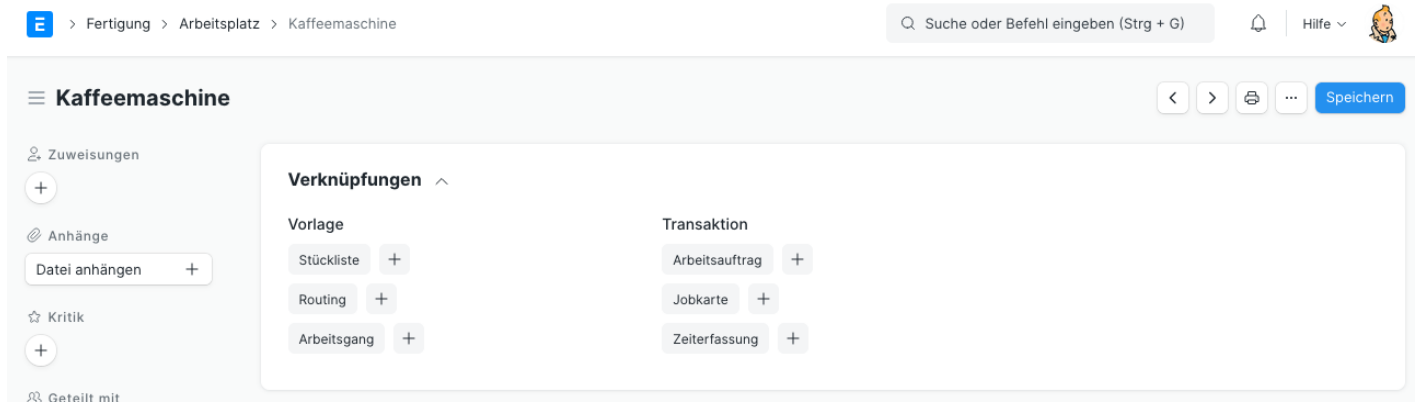 E > Fertigung > Arbeitsplatz > Kaffeemaschine
Suche oder Befehl eingeben (Strg + G)
Hilfe
Kaffeemaschine
Speichern
Zuweisungen
Anhänge
Datei anhängen
Kritik
Geteilt mit
Verknüpfungen
Vorlage
Stückliste
Routing
Arbeitsgang
Transaktion
Arbeitsauftrag
Jobkarte
Zeiterfassung